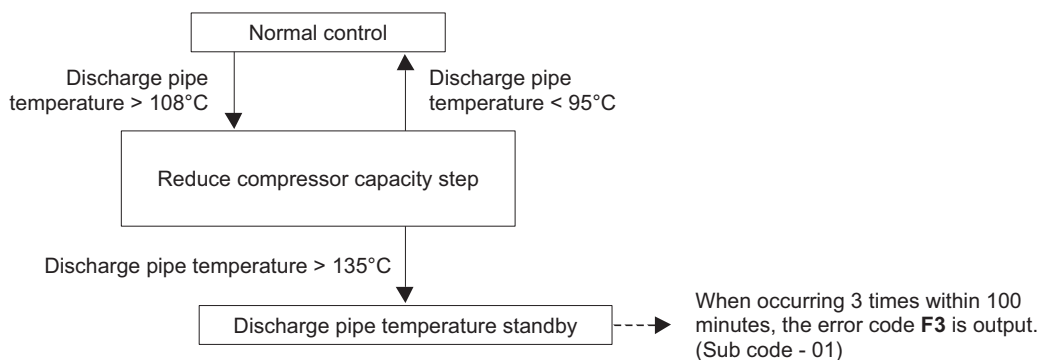 Normal control
Discharge pipe
temperature > 108°C
Discharge pipe
temperature < 95°C
Reduce compressor capacity step
Discharge pipe temperature > 135°C
Discharge pipe temperature standby
When occurring 3 times within 100
minutes, the error code F3 is output.
(Sub code - 01)